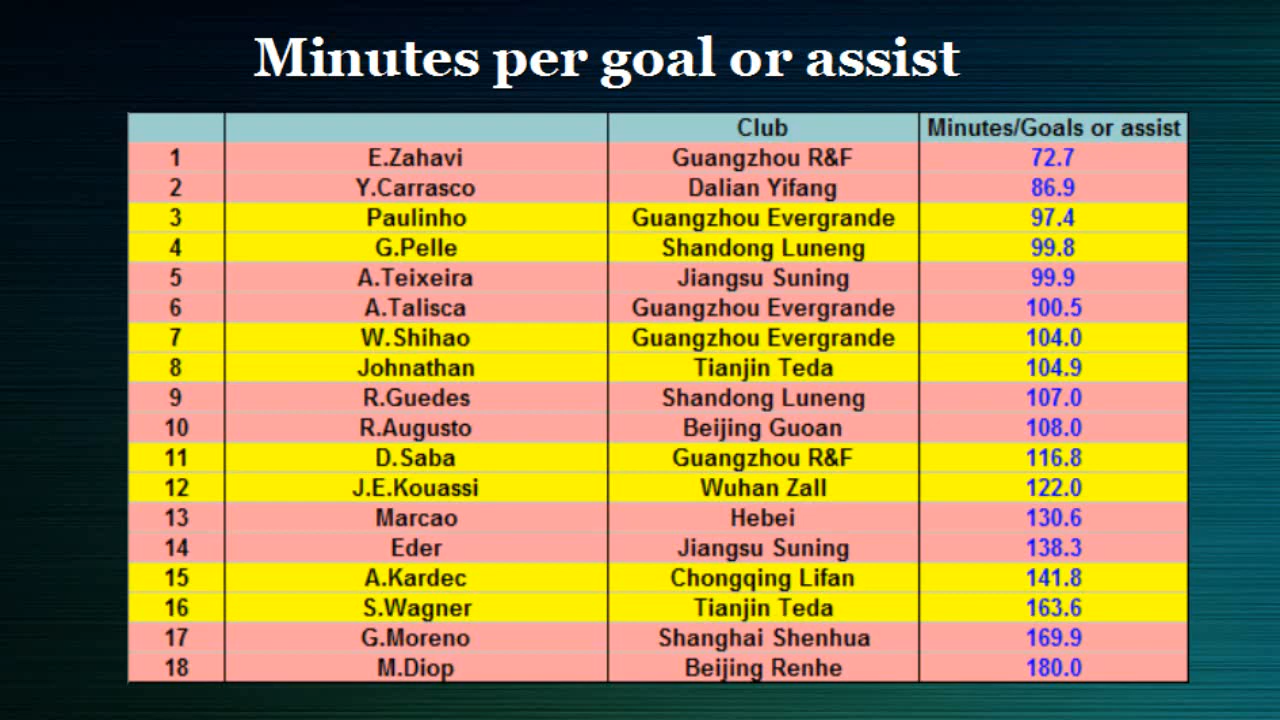 Minutes per goal or assist
Club Minutes/Goals or assist
1 E.Zahavi Guangzhou R&F 72.7
2 Y.Carrasco Dalian Yifang 86.9
3 Paulinho Guangzhou Evergrande 97.4
4 G.Pelle Shandong Luneng 99.8
5 A.Teixeira Jiangsu Suning 99.9
6 A.Talisca Guangzhou Evergrande 100.5
7 W.Shihao Guangzhou Evergrande 104.0
8 Johnathan Tianjin Teda 104.9
9 R.Guedes Shandong Luneng 107.0
10 R.Augusto Beijing Guoan 108.0
11 D.Saba Guangzhou R&F 116.8
12 J.E.Kouassi Wuhan Zall 122.0
13 Marcao Hebei 130.6
14 Eder Jiangsu Suning 138.3
15 A.Kardec Chongqing Lifan 141.8
16 S.Wagner Tianjin Teda 163.6
17 G.Moreno Shanghai Shenhua 169.9
18 M.Diop Beijing Renhe 180.0